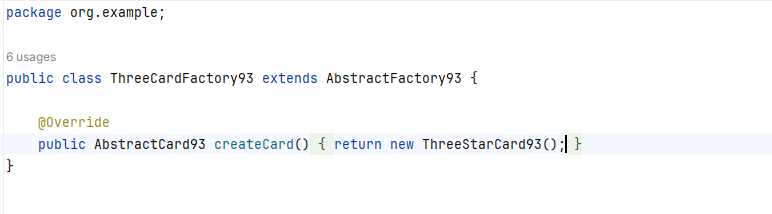 package org.example;
6 usages
public class ThreeCardFactory93 extends AbstractFactory93 {
@Override
public AbstractCard93 createCard() { return new ThreeStarCard93(); }
}